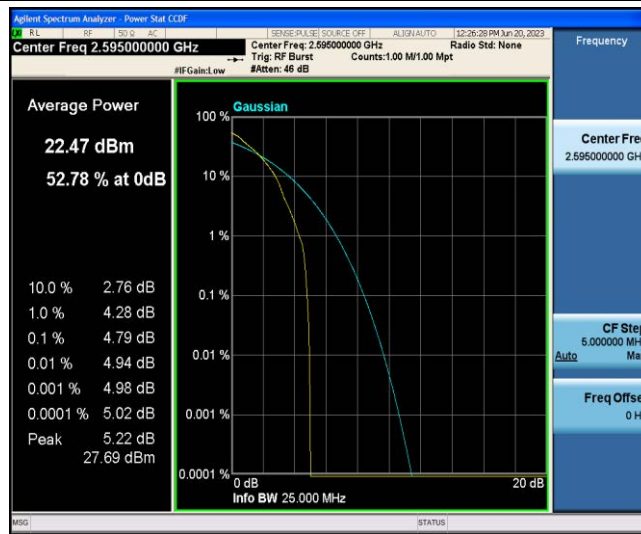 Agilent Spectrum Analyzer - Power Stat CCDF
RL RF 50 Ω AC SENSE:PULSE SOURCE OFF ALIGN AUTO 12:26:28 PM Jun 20, 2023
Center Freq 2.595000000 GHz
Center Freq: 2.595000000 GHz Radio Std: None
Trig: RF Burst Counts:1.00 M/1.00 Mpt
#IFGain:Low #Atten: 46 dB
Frequency
Average Power
22.47 dBm
52.78 % at 0dB
10.0 % 2.76 dB
1.0 % 4.28 dB
0.1 % 4.79 dB
0.01 % 4.94 dB
0.001 % 4.98 dB
0.0001 % 5.02 dB
Peak 5.22 dB
27.69 dBm
Gaussian
100 %
10 %
1 %
0.1 %
0.01 %
0.001 %
0.0001 %
0 dB 20 dB
Info BW 25.000 MHz
Center Fre
2.595000000 GH
CF Step
5.000000 MH
Auto Ma
Freq Offse
0 H
MSG STATUS